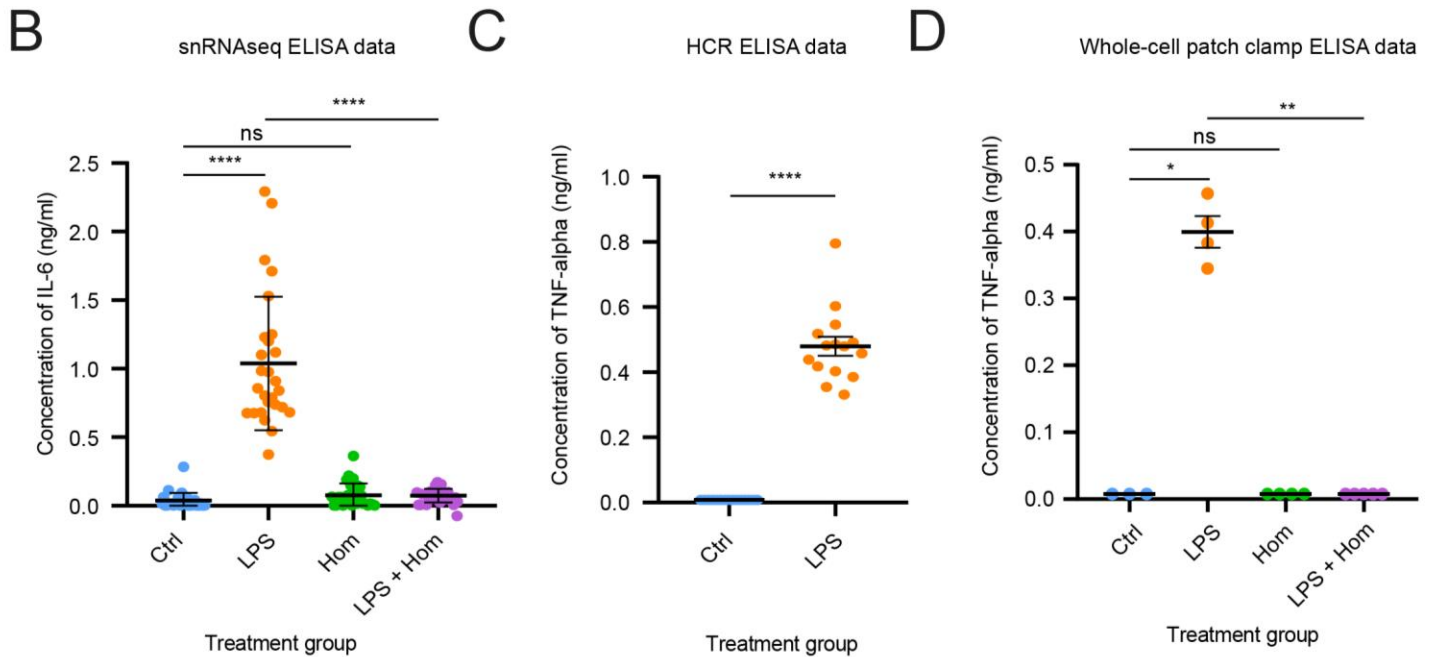 B
snRNAseq ELISA data
****
ns
****
2.5
2.0
1.5
1.0
0.5
0.0
Concentration of IL-6 (ng/ml)
Ctrl
LPS
Hom
LPS + Hom
Treatment group
C
HCR ELISA data
****
1.0
0.8
0.6
0.4
0.2
0.0
Concentration of TNF-alpha (ng/ml)
Ctrl
LPS
Treatment group
D
Whole-cell patch clamp ELISA data
**
ns
*
0.5
0.4
0.3
0.2
0.1
0.0
Concentration of TNF-alpha (ng/ml)
Ctrl
LPS
Hom
LPS + Hom
Treatment group